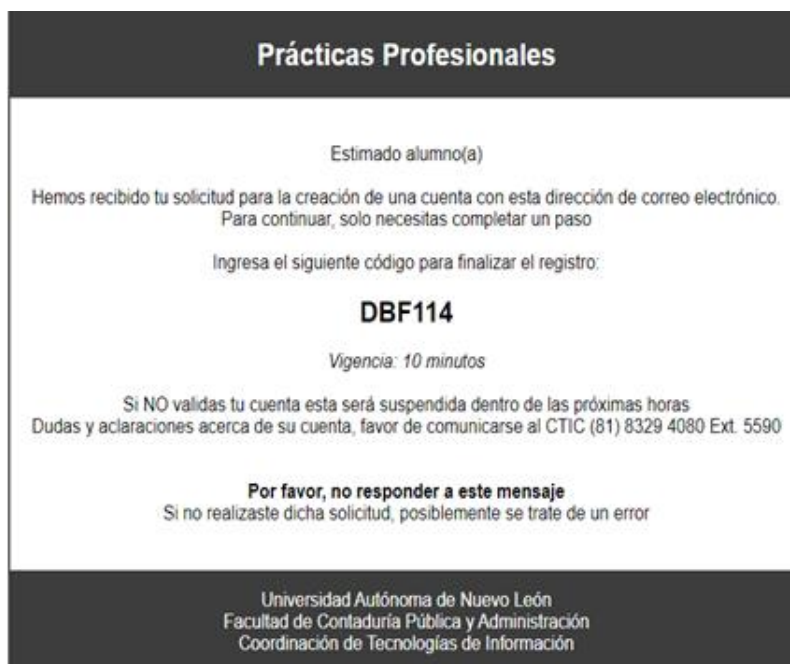 Prácticas Profesionales
Estimado alumno(a)
Hemos recibido tu solicitud para la creación de una cuenta con esta dirección de correo electrónico.
Para continuar, solo necesitas completar un paso
Ingresa el siguiente código para finalizar el registro:
DBF114
Vigencia: 10 minutos
Si NO validas tu cuenta esta será suspendida dentro de las próximas horas
Dudas y aclaraciones acerca de su cuenta, favor de comunicarse al CTIC (81) 8329 4080 Ext. 5590
Por favor, no responder a este mensaje
Si no realizaste dicha solicitud, posiblemente se trate de un error
Universidad Autónoma de Nuevo León
Facultad de Contaduría Pública y Administración
Coordinación de Tecnologías de Información